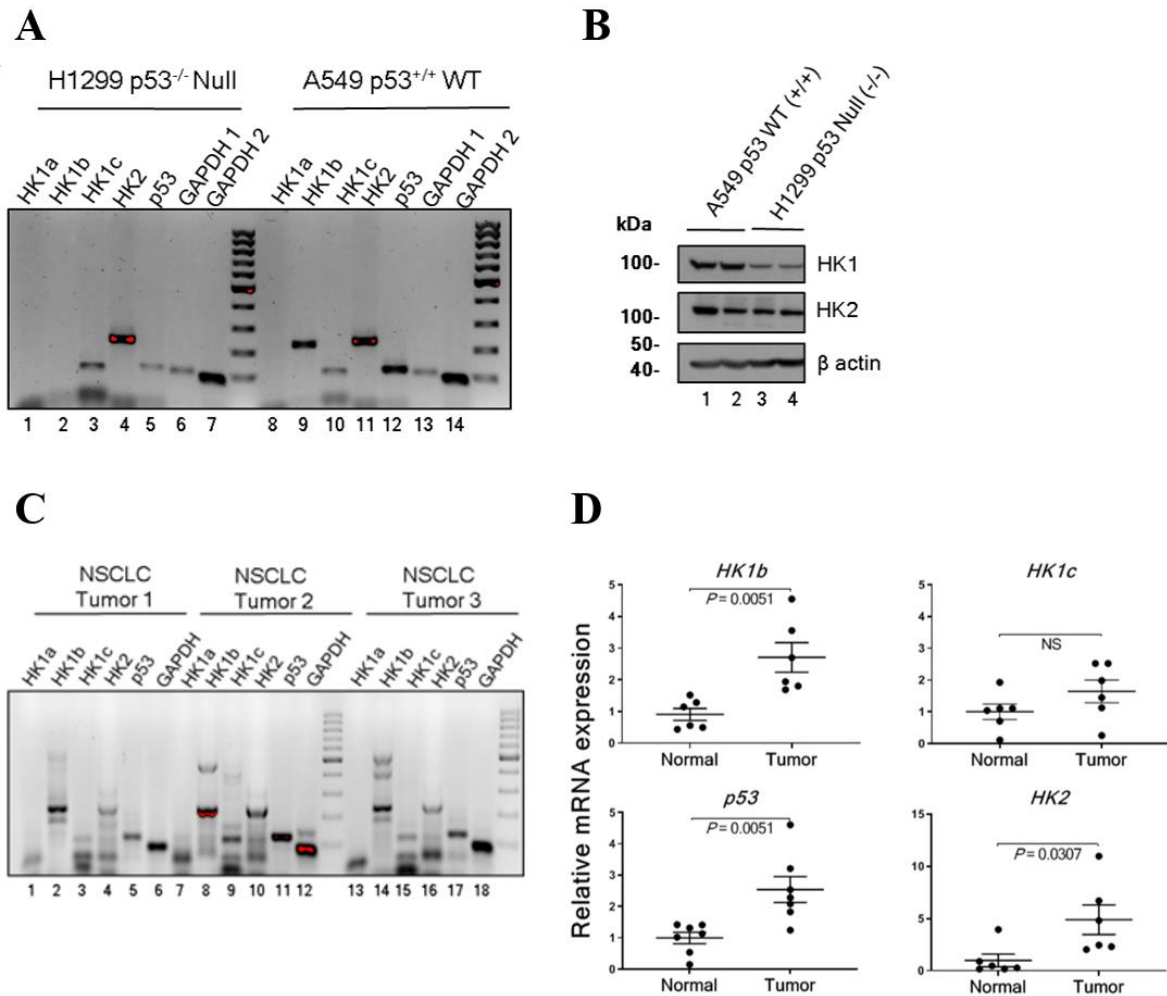 A
H1299 p53-/- Null
A549 p53+/+ WT
HK1a
HK1b
HK1c
HK2
p53
GAPDH 1
GAPDH 2
HK1a
HK1b
HK1c
HK2
p53
GAPDH 1
GAPDH 2
1 2 3 4 5 6 7 8 9 10 11 12 13 14
B
A549 p53 WT (+/+)
H1299 p53 Null (-/-)
kDa
100- HK1
HK2
100-
50-
40- β actin
1 2 3 4
C
NSCLC
Tumor 1
NSCLC
Tumor 2
NSCLC
Tumor 3
HK1a
HK1b
HK1c
HK2
p53
GAPDH
HK1a
HK1b
HK1c
HK2
p53
GAPDH
HK1a
HK1b
HK1c
HK2
p53
GAPDH
1 2 3 4 5 6 7 8 9 10 11 12 13 14 15 16 17 18
D
Relative mRNA expression
HK1b
P = 0.0051
5
4
3
2
1
0
Normal Tumor
HK1c
NS
5
4
3
2
1
0
Normal Tumor
p53
P = 0.0051
5
4
3
2
1
0
Normal Tumor
HK2
P = 0.0307
15
10
5
0
Normal Tumor